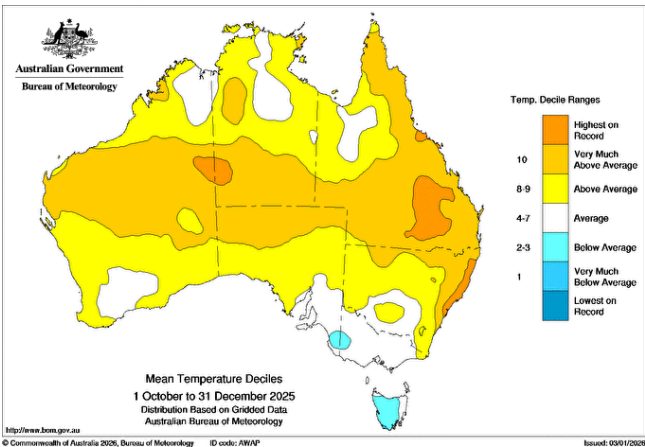 Australian Government
Bureau of Meteorology
Temp. Decile Ranges
Highest on
Record
10
Very Much
Above Average
8-9
Above Average
4-7
Average
2-3
Below Average
1
Very Much
Below Average
Lowest on
Record
Mean Temperature Deciles
1 October to 31 December 2025
Distribution Based on Gridded Data
Australian Bureau of Meteorology
http://www.bom.gov.au
© Commonwealth of Australia 2026, Bureau of Meteorology ID code: AWAP Issued: 03/01/2026